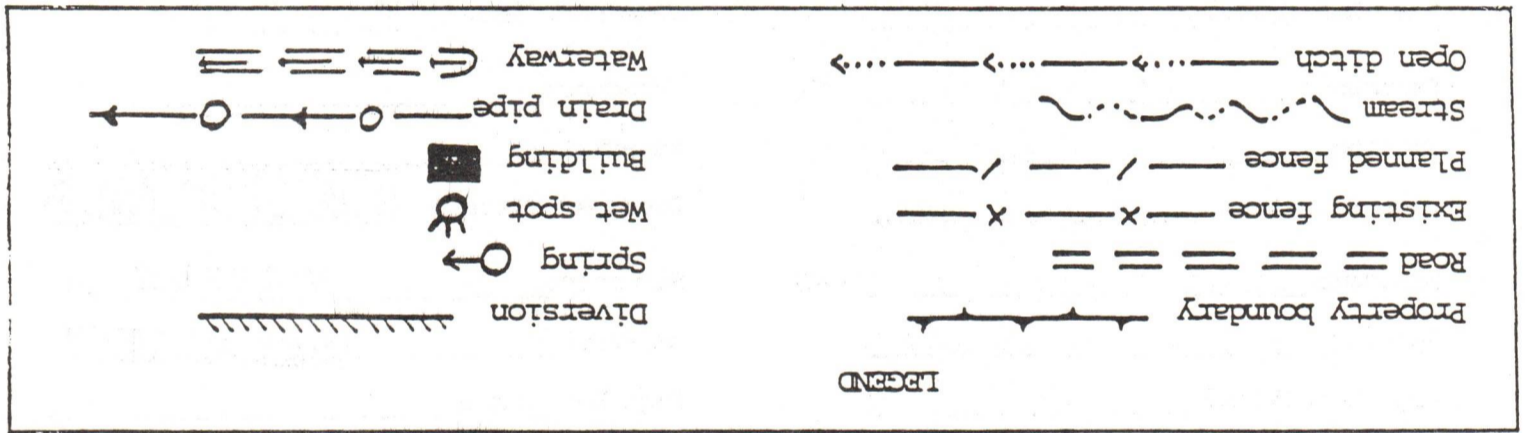 LEGEND
Property boundary
Road
Existing fence
Planned fence
Stream
Open ditch
Diversion
Spring
Wet spot
Building
Drain pipe
Waterway